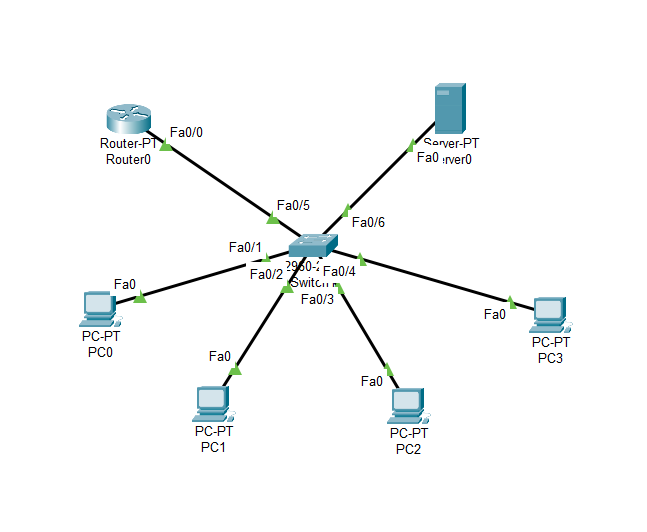 Fa0/0
Router-PT
Router0
Server-PT
Fa0
erver0
Fa0/5
Fa0/6
Fa0/1
2960-2
Fa0/4
Fa0/2
Switch
Fa0/3
Fa0
PC-PT
PC0
Fa0
PC-PT
PC3
Fa0
PC-PT
PC1
Fa0
PC-PT
PC2